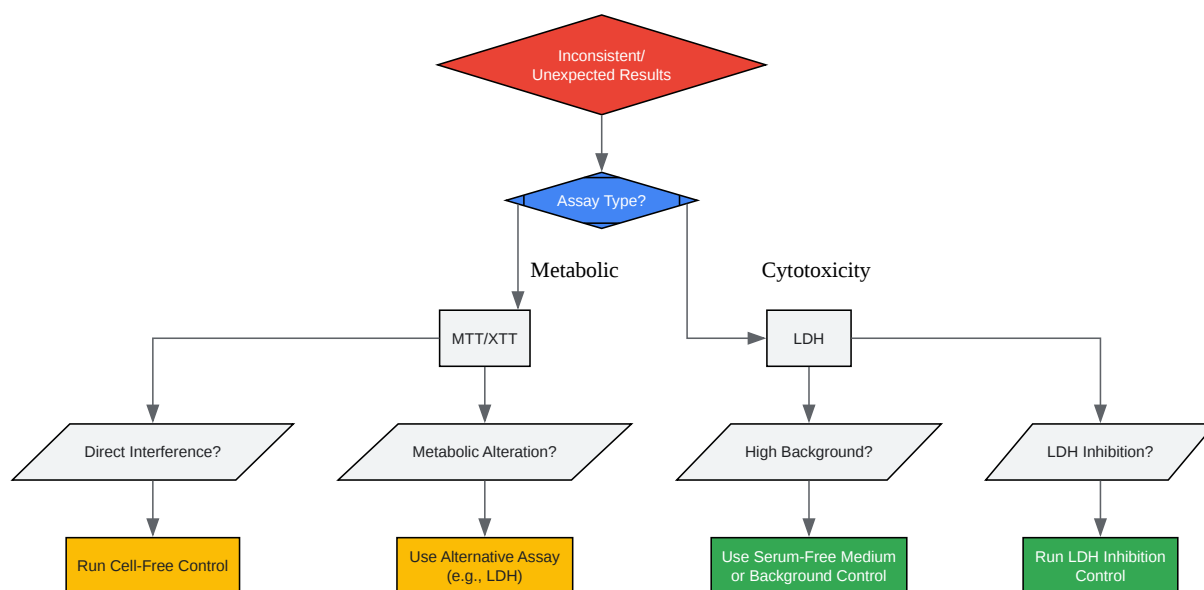 Inconsistent/
Unexpected Results
Assay Type?
Metabolic
Cytotoxicity
MTT/XTT
LDH
Direct Interference?
Metabolic Alteration?
High Background?
LDH Inhibition?
Run Cell-Free Control
Use Alternative Assay
(e.g., LDH)
Use Serum-Free Medium
or Background Control
Run LDH Inhibition
Control